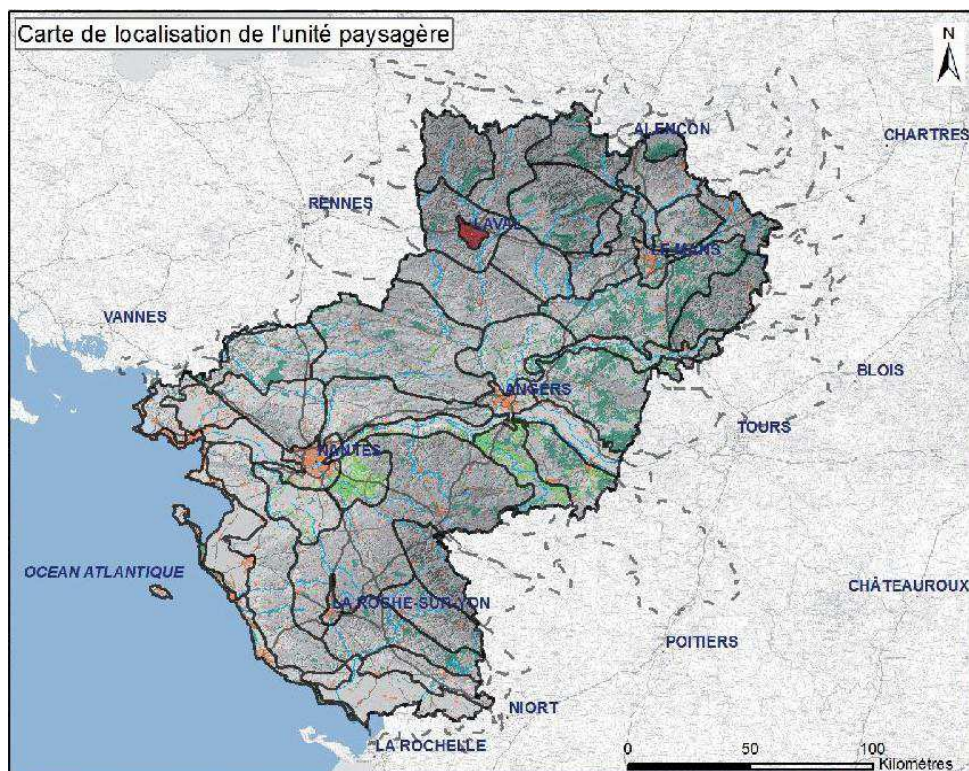 Carte de localisation de l'unité paysagère
N
ALENÇON
CHARTRES
RENNES
LAVAL
LE MANS
VANNES
BLOIS
ANGERS
TOURS
NANTES
OCEAN ATLANTIQUE
CHÂTEAUROUX
LA ROCHE-SUR-YON
POITIERS
NIORT
LA ROCHELLE
0 50 100
Kilomètres